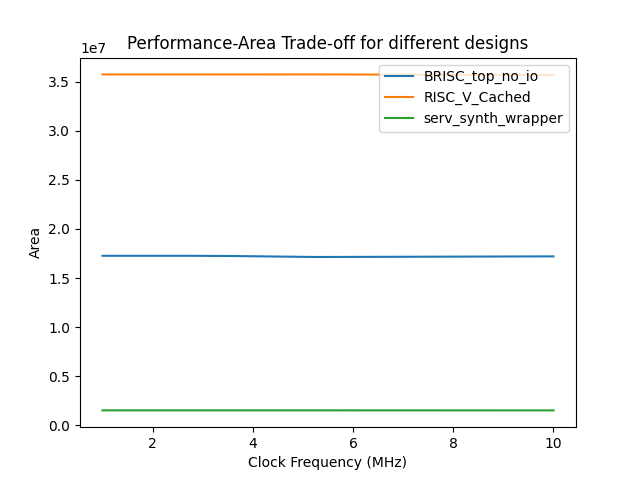 Performance-Area Trade-off for different designs
1e7
BRISC_top_no_io
RISC_V_Cached
serv_synth_wrapper
3.5
3.0
2.5
2.0
1.5
1.0
0.5
0.0
Area
2 4 6 8 10
Clock Frequency (MHz)